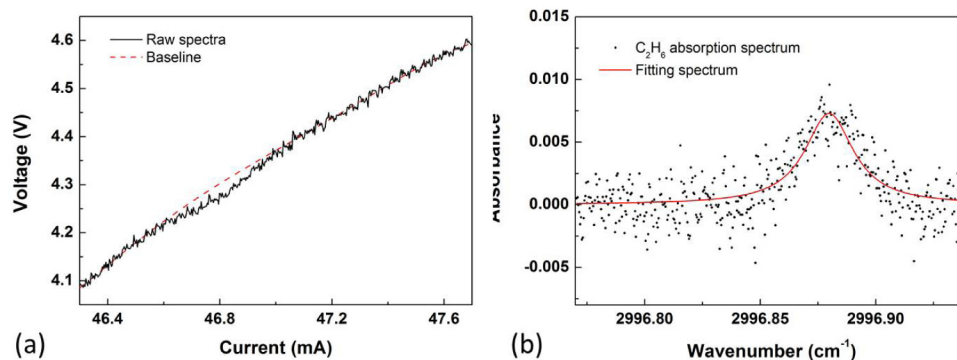 4.6
4.5
4.4
4.3
4.2
4.1
Voltage (V)
Raw spectra
Baseline
46.4 46.8 47.2 47.6
Current (mA)
(a)
0.015
0.010
0.005
0.000
-0.005
Absorbance
C₂H₆ absorption spectrum
Fitting spectrum
2996.80 2996.85 2996.90
Wavenumber (cm⁻¹)
(b)